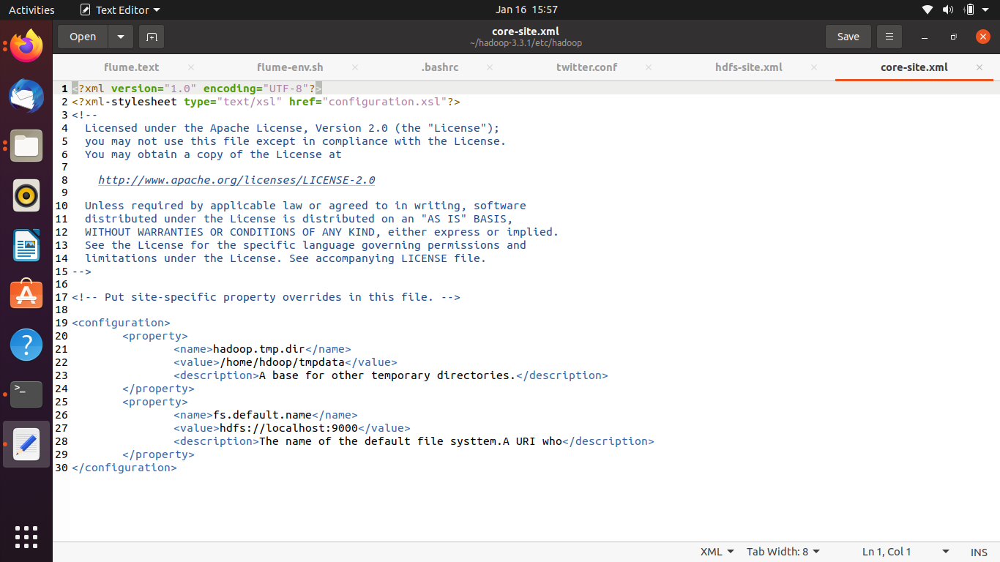 Activities Text Editor Jan 16 15:57
Open core-site.xml Save
~/hadoop-3.3.1/etc/hadoop
flume.text flume-env.sh .bashrc twitter.conf hdfs-site.xml core-site.xml
1 <?xml version="1.0" encoding="UTF-8"?>
2 <?xml-stylesheet type="text/xsl" href="configuration.xsl"?>
3 <!--
4   Licensed under the Apache License, Version 2.0 (the "License");
5   you may not use this file except in compliance with the License.
6   You may obtain a copy of the License at
7
8     http://www.apache.org/licenses/LICENSE-2.0
9
10   Unless required by applicable law or agreed to in writing, software
11   distributed under the License is distributed on an "AS IS" BASIS,
12   WITHOUT WARRANTIES OR CONDITIONS OF ANY KIND, either express or implied.
13   See the License for the specific language governing permissions and
14   limitations under the License. See accompanying LICENSE file.
15 -->
16
17 <!-- Put site-specific property overrides in this file. -->
18
19 <configuration>
20         <property>
21                 <name>hadoop.tmp.dir</name>
22                 <value>/home/hdoop/tmpdata</value>
23                 <description>A base for other temporary directories.</description>
24         </property>
25         <property>
26                 <name>fs.default.name</name>
27                 <value>hdfs://localhost:9000</value>
28                 <description>The name of the default file systtem.A URI who</description>
29         </property>
30 </configuration>
XML Tab Width: 8 Ln 1, Col 1 INS